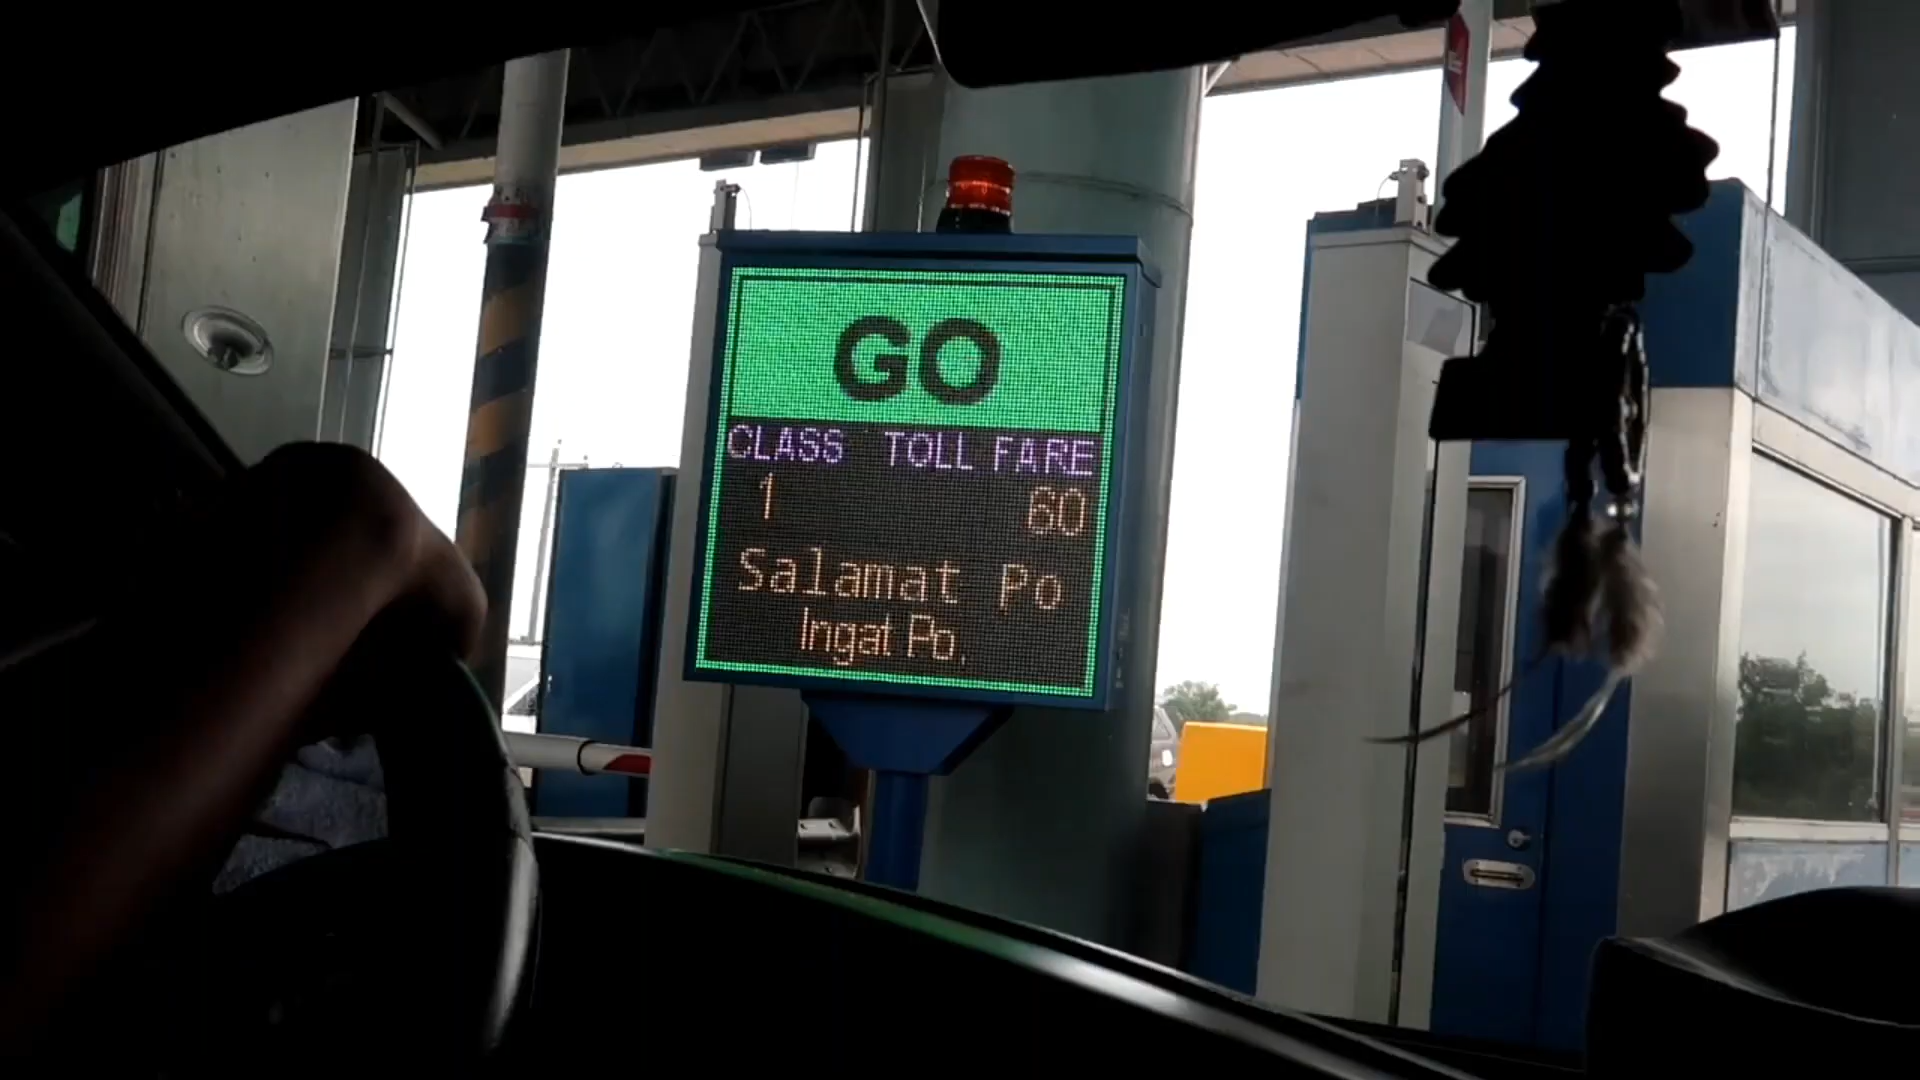 GO
CLASS TOLL FARE
1 60
Salamat Po
Ingat Po,